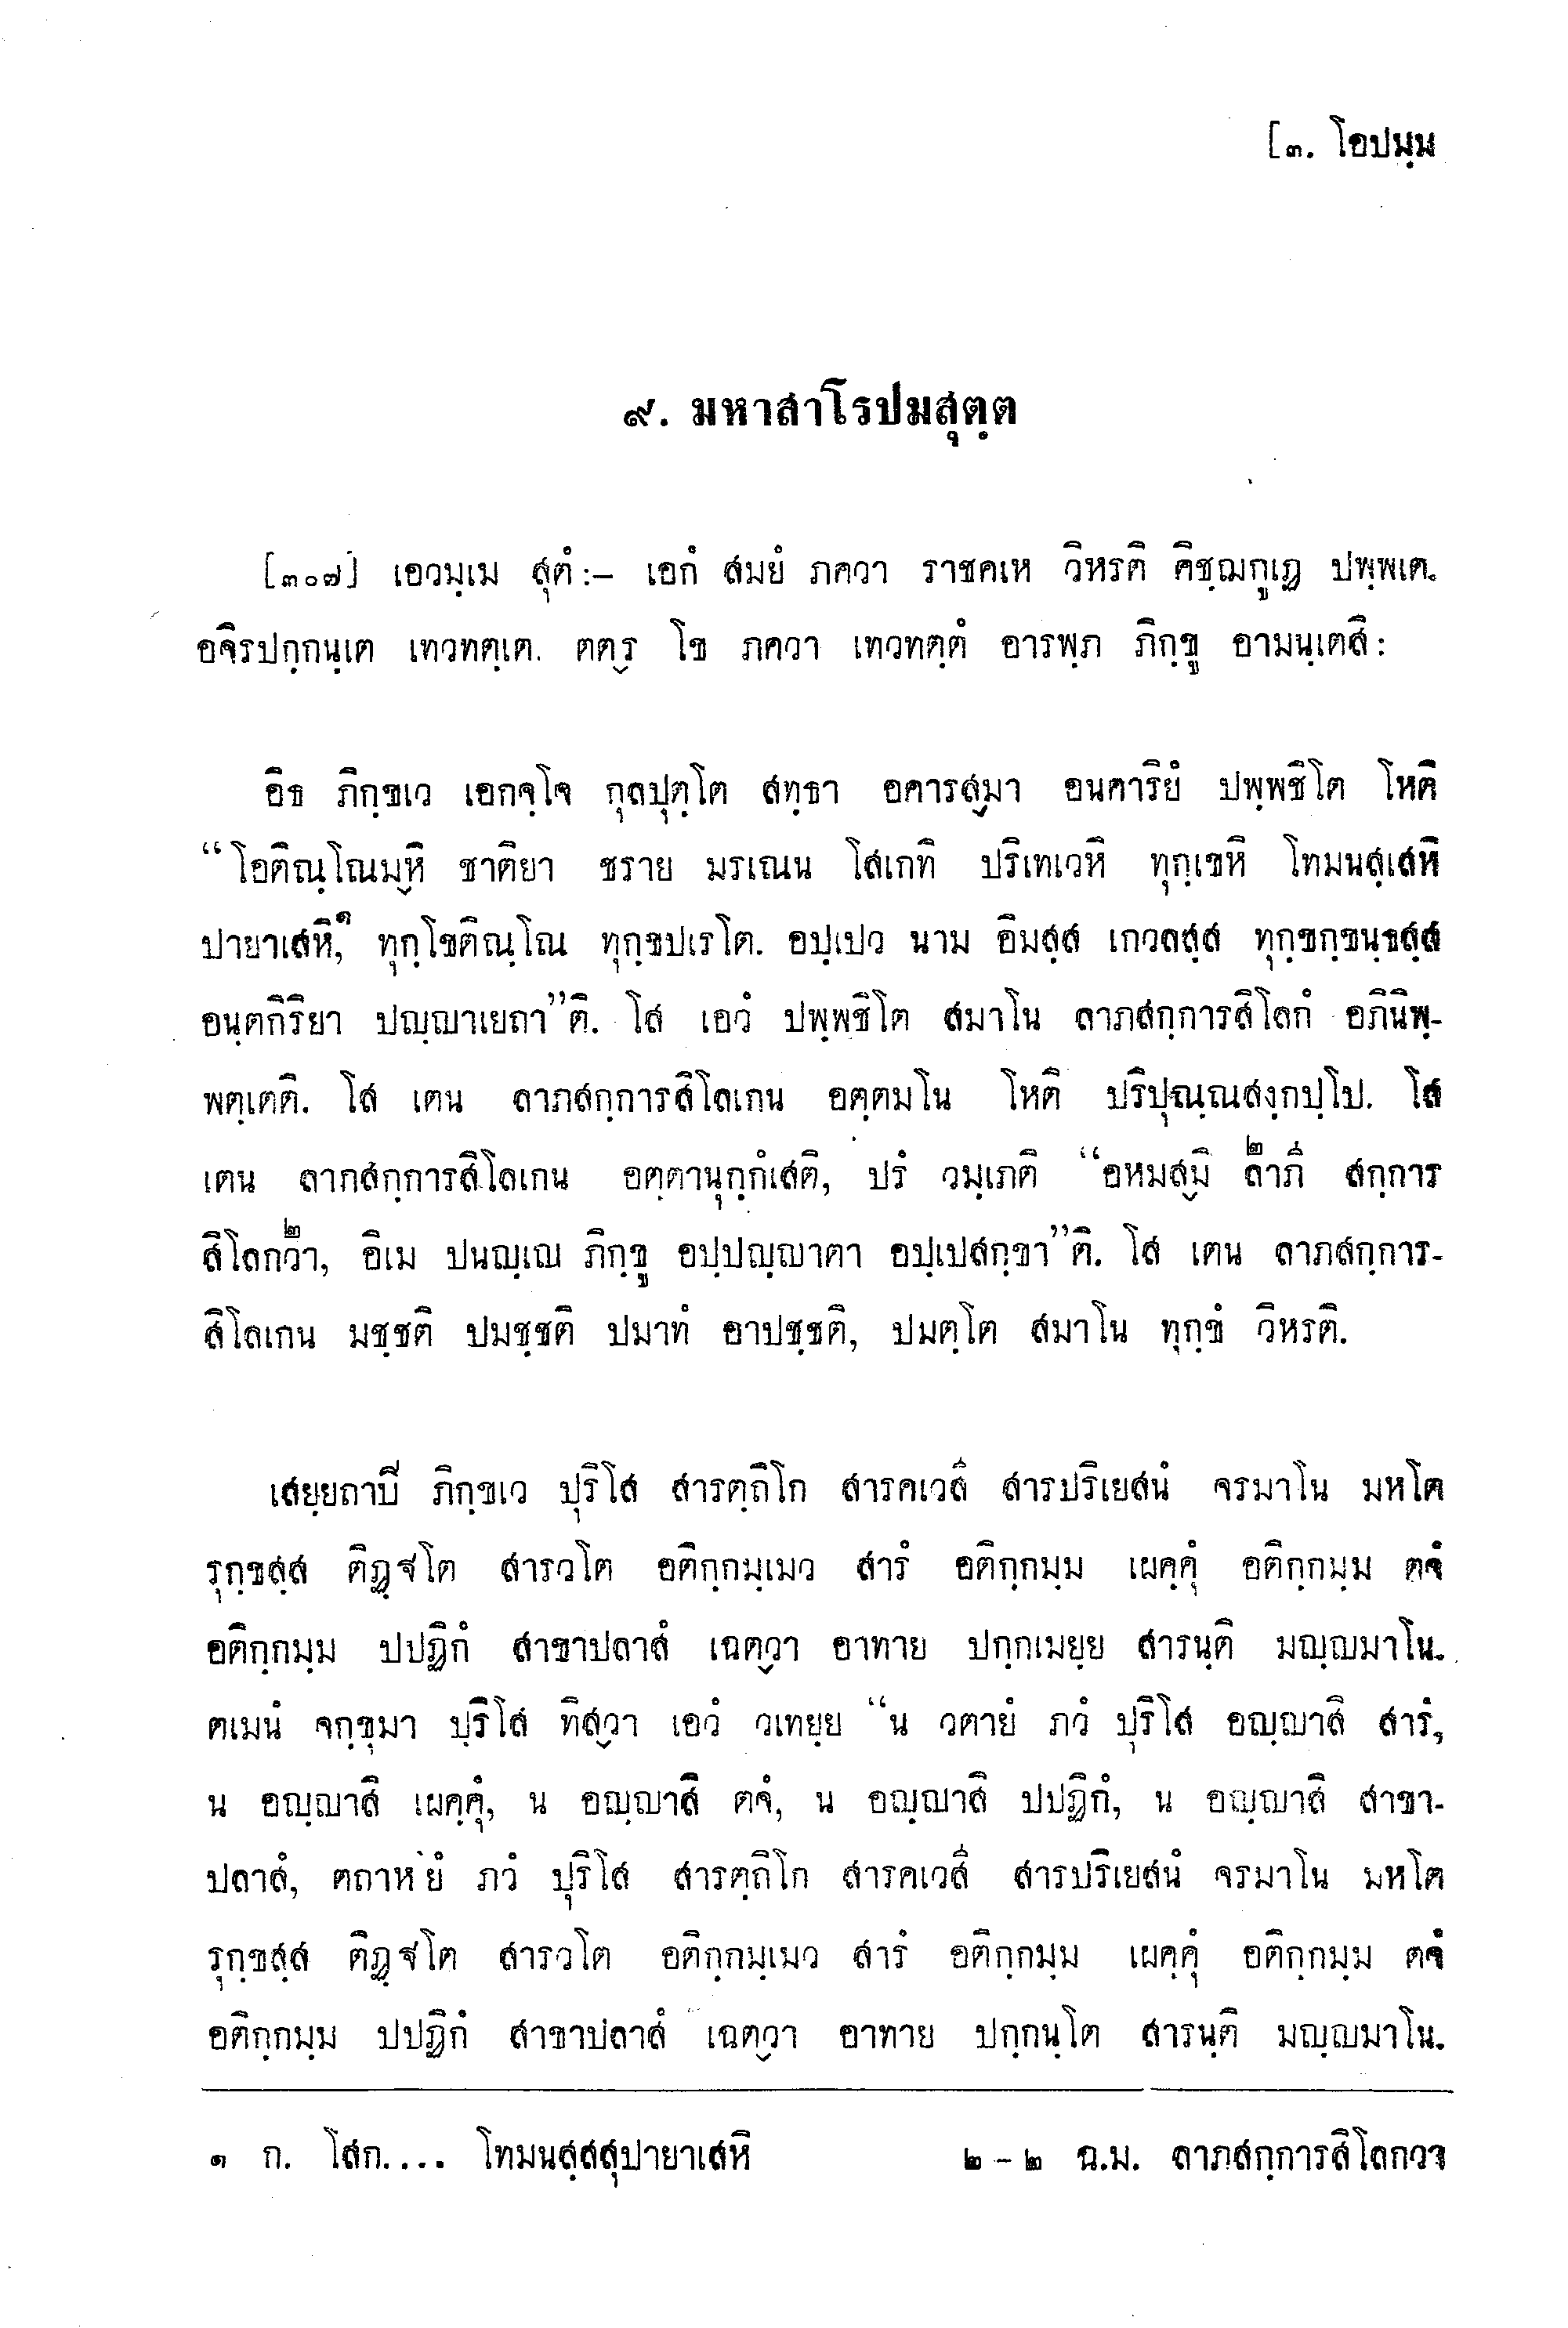 [๓. โอปมฺม
๙. มหาสาโรปมสุตฺต
[๓๐๗] เอวมฺเม สุตํ :– เอกํ สมยํ ภควา ราชคเห วิหรติ คิชฺฌกูเฏ ปพฺพเต.
อจิรปกฺกนฺเต เทวทตฺเต. ตตฺร โข ภควา เทวทตฺตํ อารพฺภ ภิกฺขู อามนฺเตสิ :
อิธ ภิกฺขเว เอกจฺโจ กุลปุตฺโต สทฺธา อคารสฺมา อนคาริยํ ปพฺพชิโต โหติ
“โอติณฺโณมฺหิ ชาติยา ชราย มรเณน โสเกหิ ปริเทเวหิ ทุกฺเขหิ โทมนสฺเสหิ
ปายาเสหิ,๑ ทุกฺโขติณฺโณ ทุกฺขปเรโต. อปฺเปว นาม อิมสฺส เกวลสฺส ทุกฺขกฺขนฺธสฺส
อนฺตกิริยา ปญฺญาเยถา”ติ. โส เอวํ ปพฺพชิโต สมาโน ลาภสกฺการสิโลกํ อภินิพฺ-
พตฺเตติ. โส เตน ลาภสกฺการสิโลเกน อตฺตมโน โหติ ปริปุณฺณสงฺกปฺโป. โส
เตน ลาภสกฺการสิโลเกน อตฺตานุกฺกํเสติ, ปรํ วมฺเภติ “อหมสฺมิ ๒ลาภี สกฺการ
สิโลกวา๒, อิเม ปนญฺเญ ภิกฺขู อปฺปญฺญาตา อปฺเปสกฺขา”ติ. โส เตน ลาภสกฺการ-
สิโลเกน มชฺชติ ปมชฺชติ ปมาทํ อาปชฺชติ, ปมตฺโต สมาโน ทุกฺขํ วิหรติ.
เสยฺยถาปิ ภิกฺขเว ปุริโส สารตฺถิโก สารคเวสี สารปริเยสนํ จรมาโน มหโต
รุกฺขสฺส ติฏฺฐโต สารวโต อติกฺกมฺเมว สารํ อติกฺกมฺม เผคฺคุํ อติกฺกมฺม ตจํ
อติกฺกมฺม ปปฏิกํ สาขาปลาสํ เฉตฺวา อาทาย ปกฺกเมยฺย สารนฺติ มญฺญมาโน.
ตเมนํ จกฺขุมา ปุริโส ทิสฺวา เอวํ วเทยฺย “น วตายํ ภวํ ปุริโส อญฺญาสิ สารํ,
น อญฺญาสิ เผคฺคุํ, น อญฺญาสิ ตจํ, น อญฺญาสิ ปปฏิกํ, น อญฺญาสิ สาขา-
ปลาสํ, ตถาหยํ ภวํ ปุริโส สารตฺถิโก สารคเวสี สารปริเยสนํ จรมาโน มหโต
รุกฺขสฺส ติฏฺฐโต สารวโต อติกฺกมฺเมว สารํ อติกฺกมฺม เผคฺคุํ อติกฺกมฺม ตจํ
อติกฺกมฺม ปปฏิกํ สาขาปลาสํ เฉตฺวา อาทาย ปกฺกนฺโต สารนฺติ มญฺญมาโน.
๑ ก. โสก.... โทมนสฺสสุปายาเสหิ ๒ – ๒ ฉ.ม. ลาภสกฺการสิโลกวา